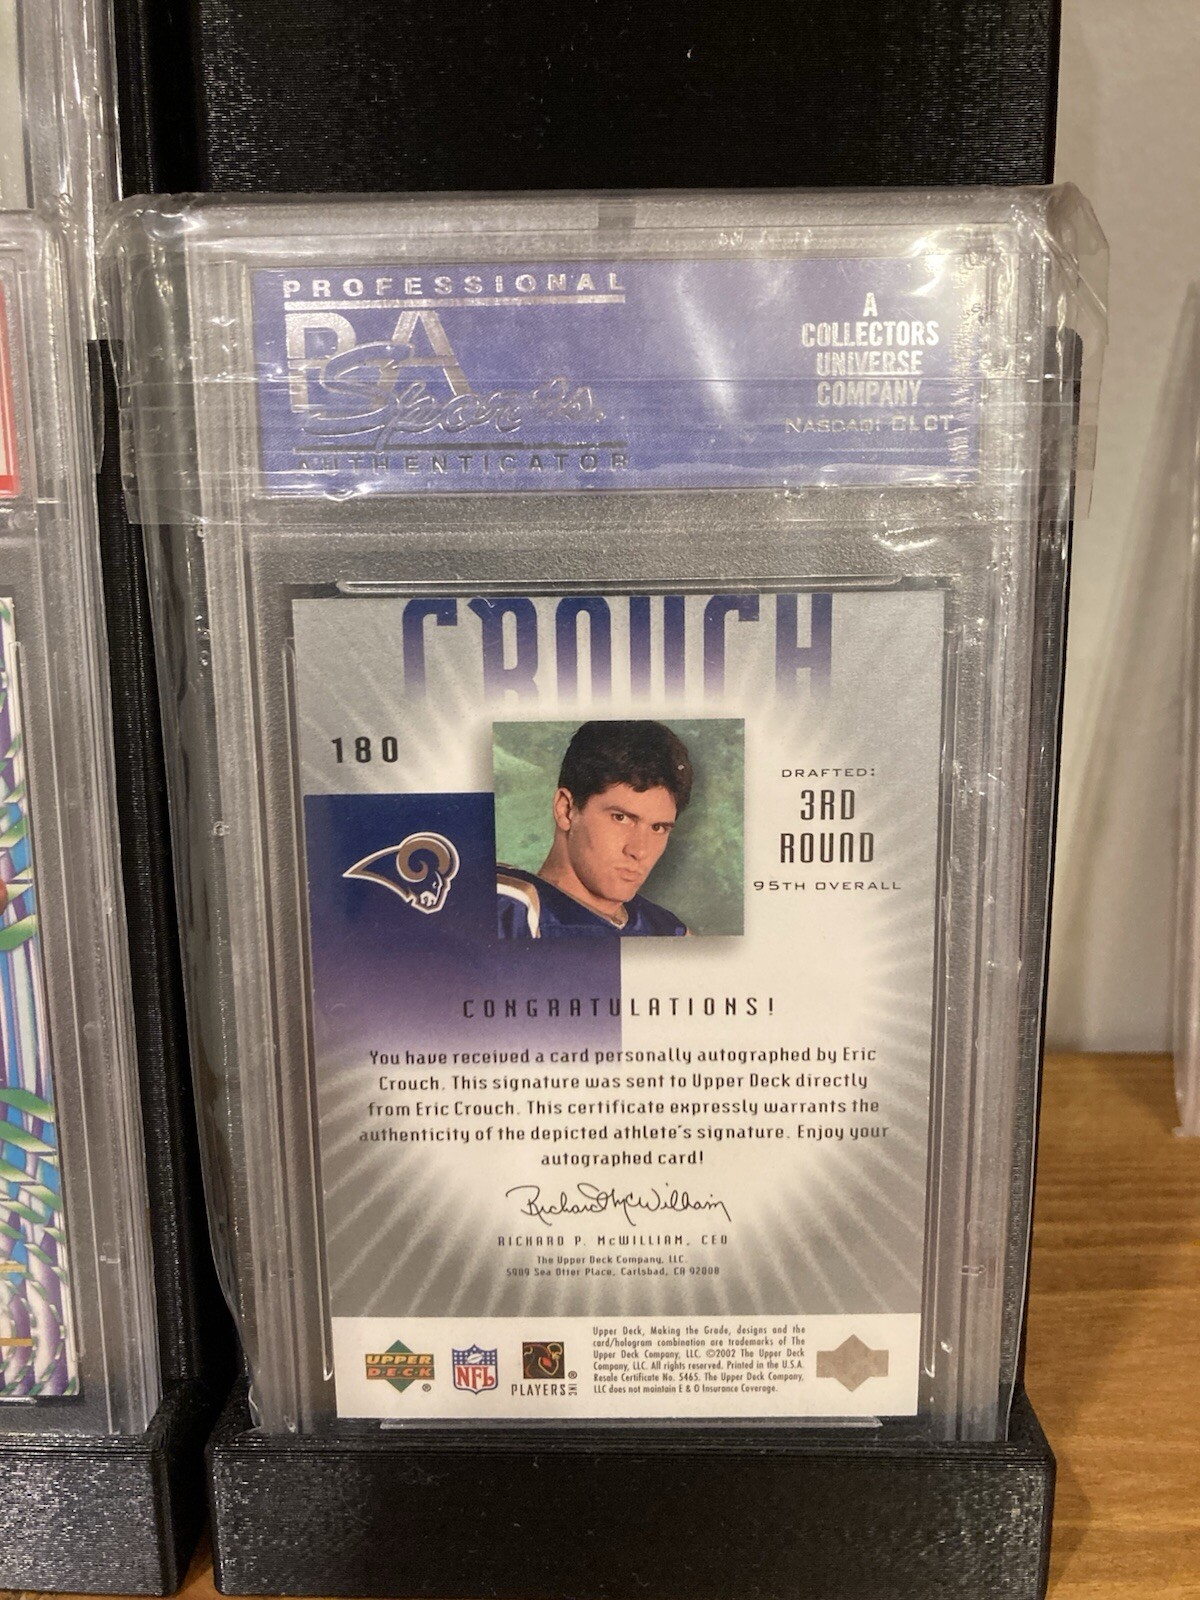 PROFESSIONAL
PSA
Sports
AUTHENTICATOR
A
COLLECTORS
UNIVERSE
COMPANY
NASDAQ: CLCT
CROUCH
180
DRAFTED:
3RD
ROUND
95TH OVERALL
CONGRATULATIONS!
You have received a card personally autographed by Eric
Crouch. This signature was sent to Upper Deck directly
from Eric Crouch. This certificate expressly warrants the
authenticity of the depicted athlete's signature. Enjoy your
autographed card!
Richard McWilliam
RICHARD P. McWILLIAM, CEO
The Upper Deck Company, LLC.
5909 Sea Otter Place, Carlsbad, CA 92008
UPPER
DECK
®
NFL
PLAYERS INC
®
Upper Deck, Making the Grade, designs and the
card/hologram combination are trademarks of The
Upper Deck Company, LLC. ©2002 The Upper Deck
Company, LLC. All rights reserved. Printed in the U.S.A.
Resale Certificate No. 5465. The Upper Deck Company,
LLC does not maintain E & O Insurance Coverage.